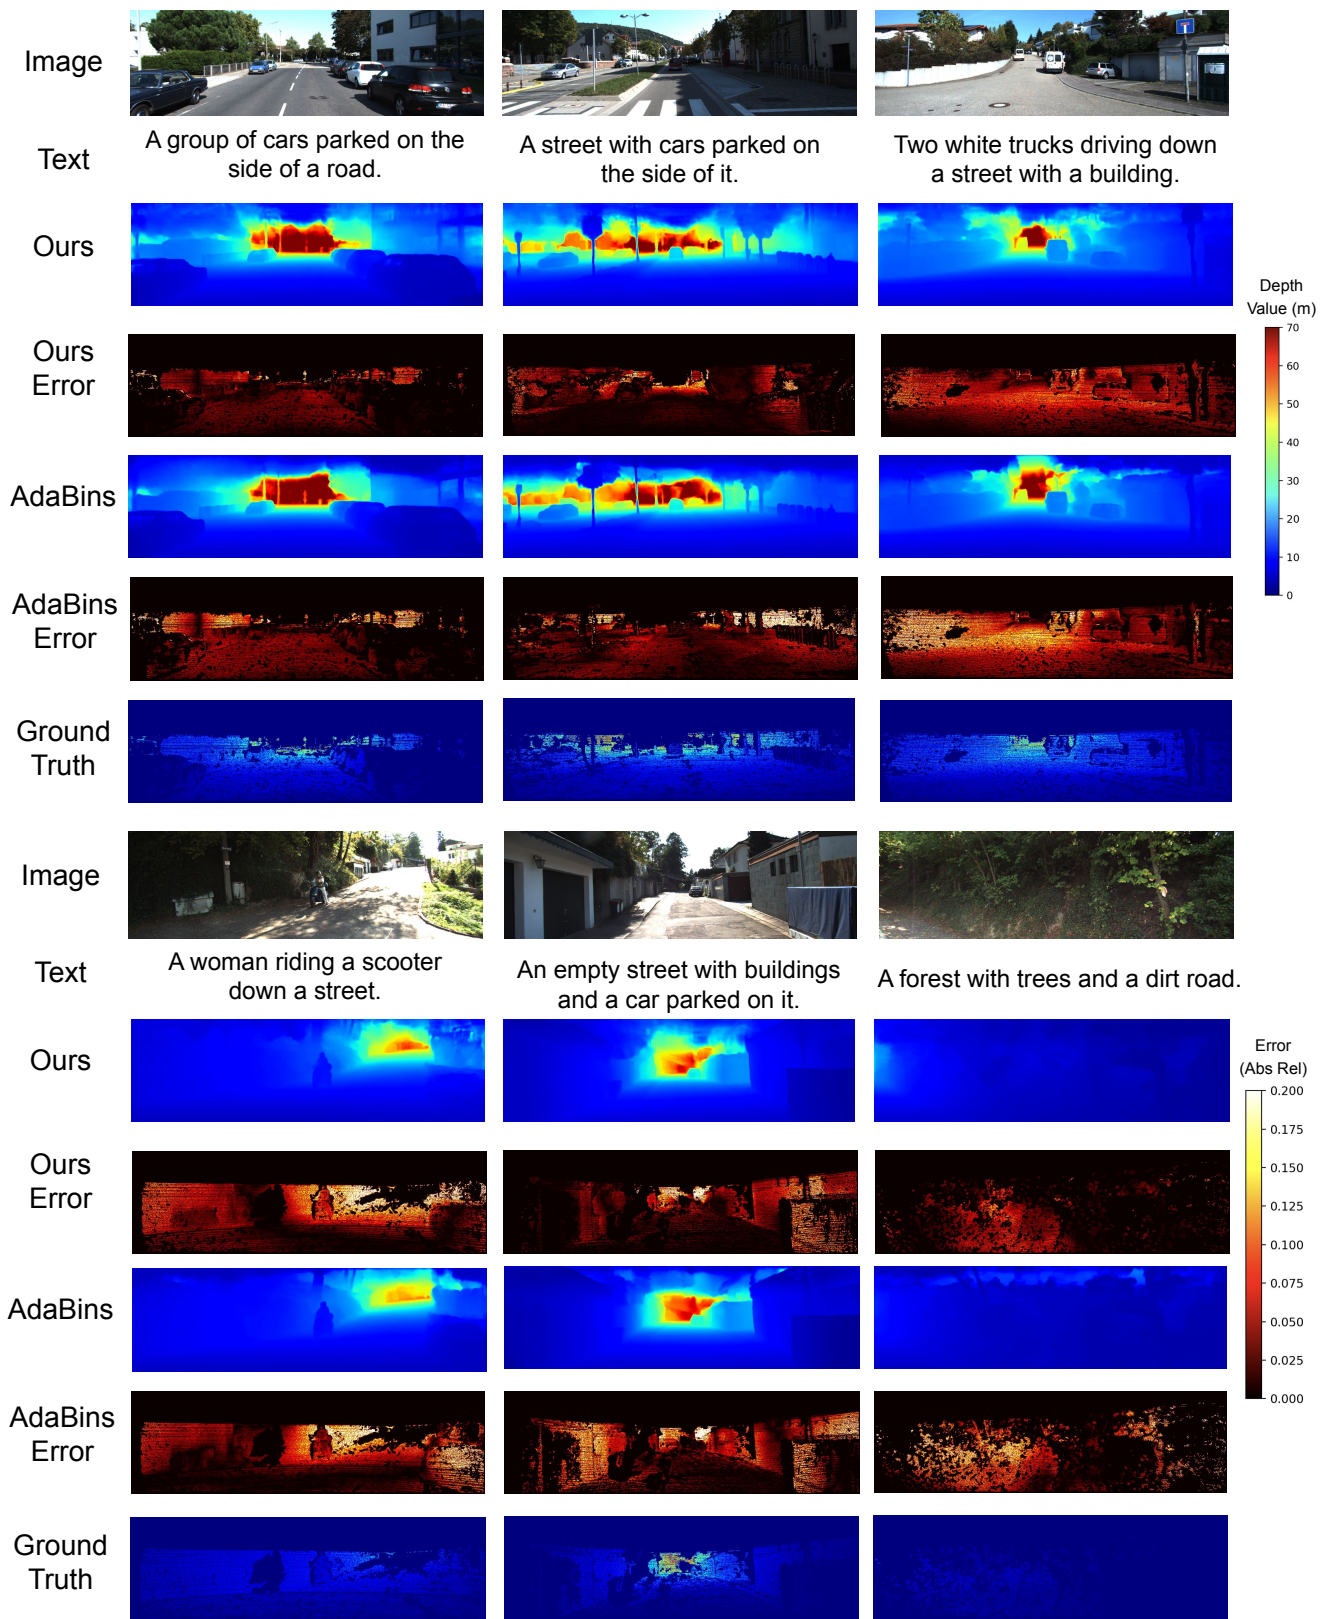 Image
Text
A group of cars parked on the
side of a road.
A street with cars parked on
the side of it.
Two white trucks driving down
a street with a building.
Ours
Ours
Error
AdaBins
AdaBins
Error
Ground
Truth
Depth
Value (m)
70
60
50
40
30
20
10
0
Image
Text
A woman riding a scooter
down a street.
An empty street with buildings
and a car parked on it.
A forest with trees and a dirt road.
Ours
Ours
Error
AdaBins
AdaBins
Error
Ground
Truth
Error
(Abs Rel)
0.200
0.175
0.150
0.125
0.100
0.075
0.050
0.025
0.000